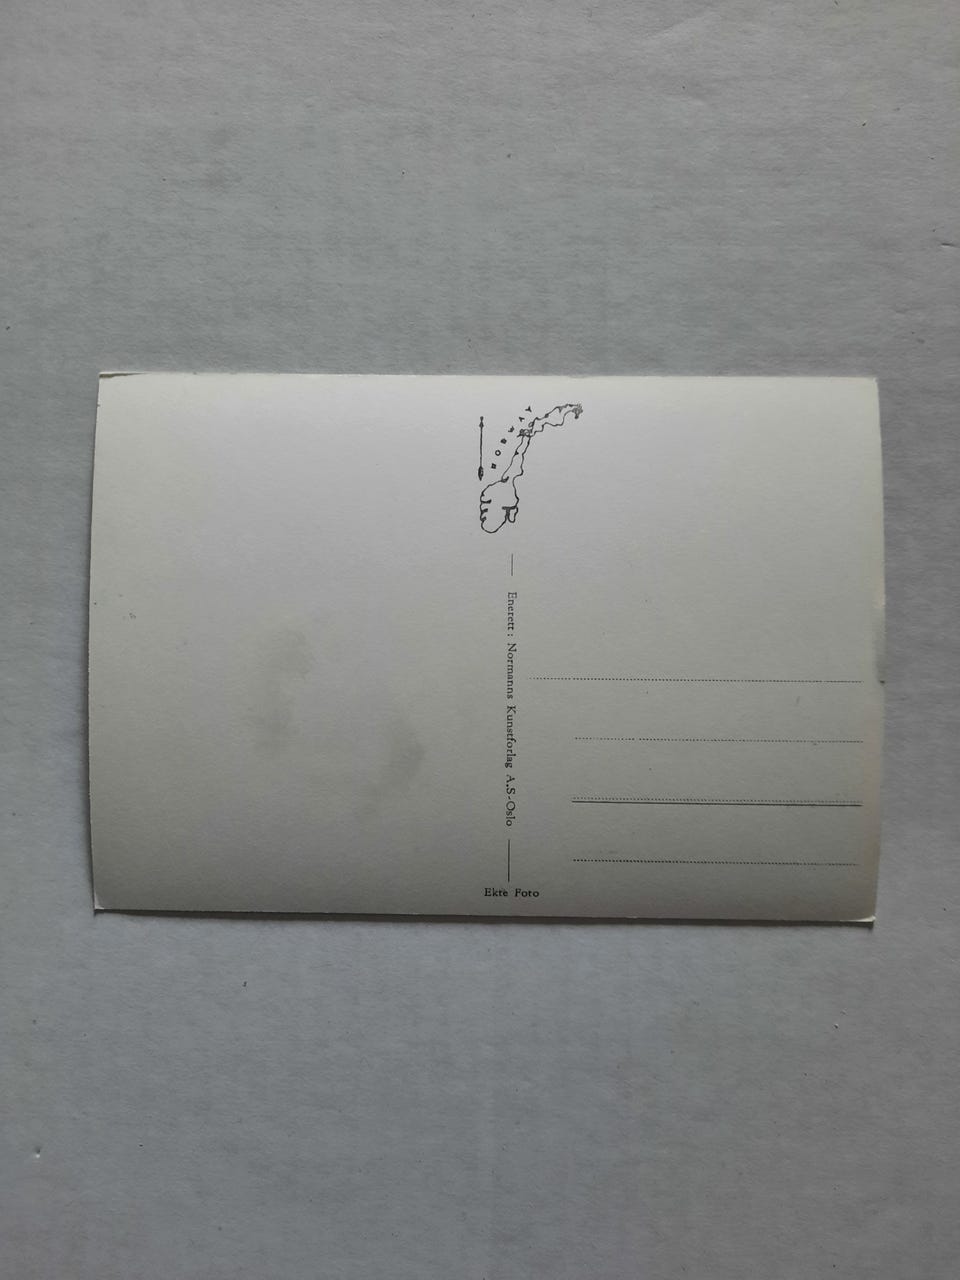 NORWAY
Enerett: Normanns Kunstforlag A.S-Oslo
Ekte Foto